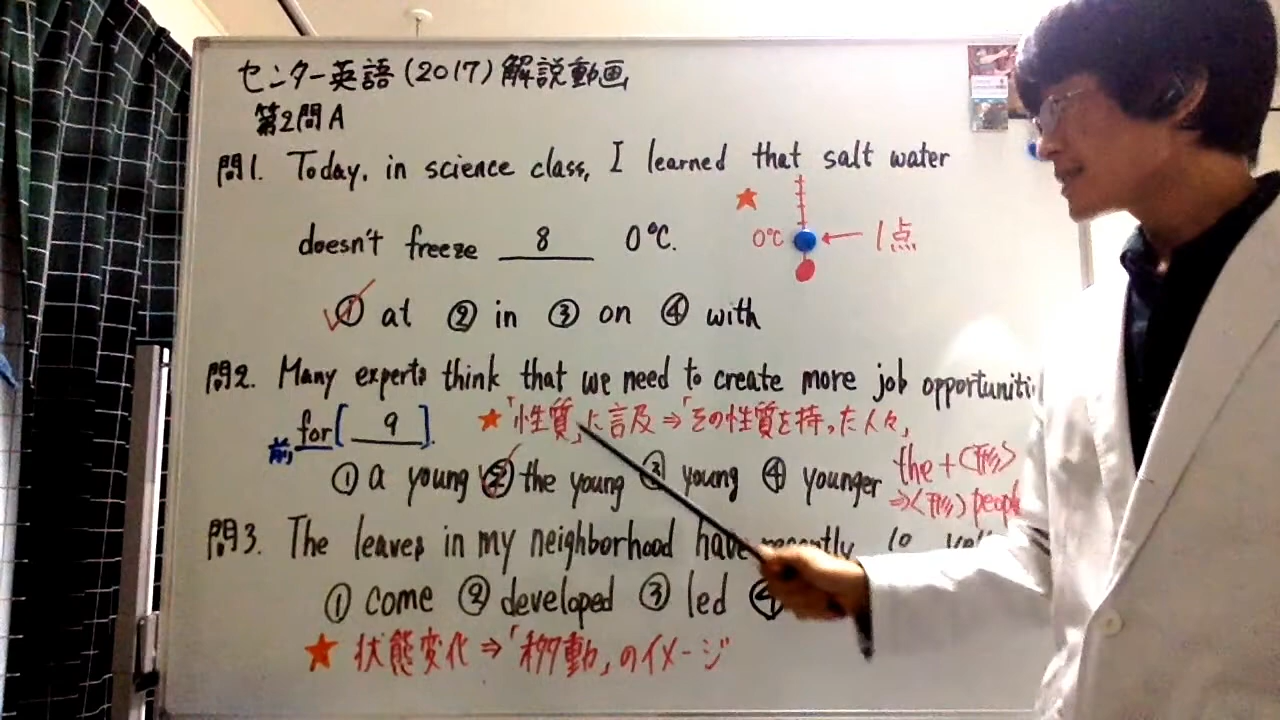 センター英語(2017)解説動画
第2問A
問1. Today, in science class, I learned that salt water
doesn't freeze 8 0℃.
★ 0℃ ← 1点
① at ② in ③ on ④ with
問2. Many experts think that we need to create more job opportuniti
前 for [ 9 ].
★「性質」に言及⇒「その性質を持った人々」
① a young ② the young ③ young ④ younger
the+〈形〉
⇒〈形〉people
問3. The leaves in my neighborhood have recently to
① come ② developed ③ led ④
★ 状態変化⇒「移動」のイメージ